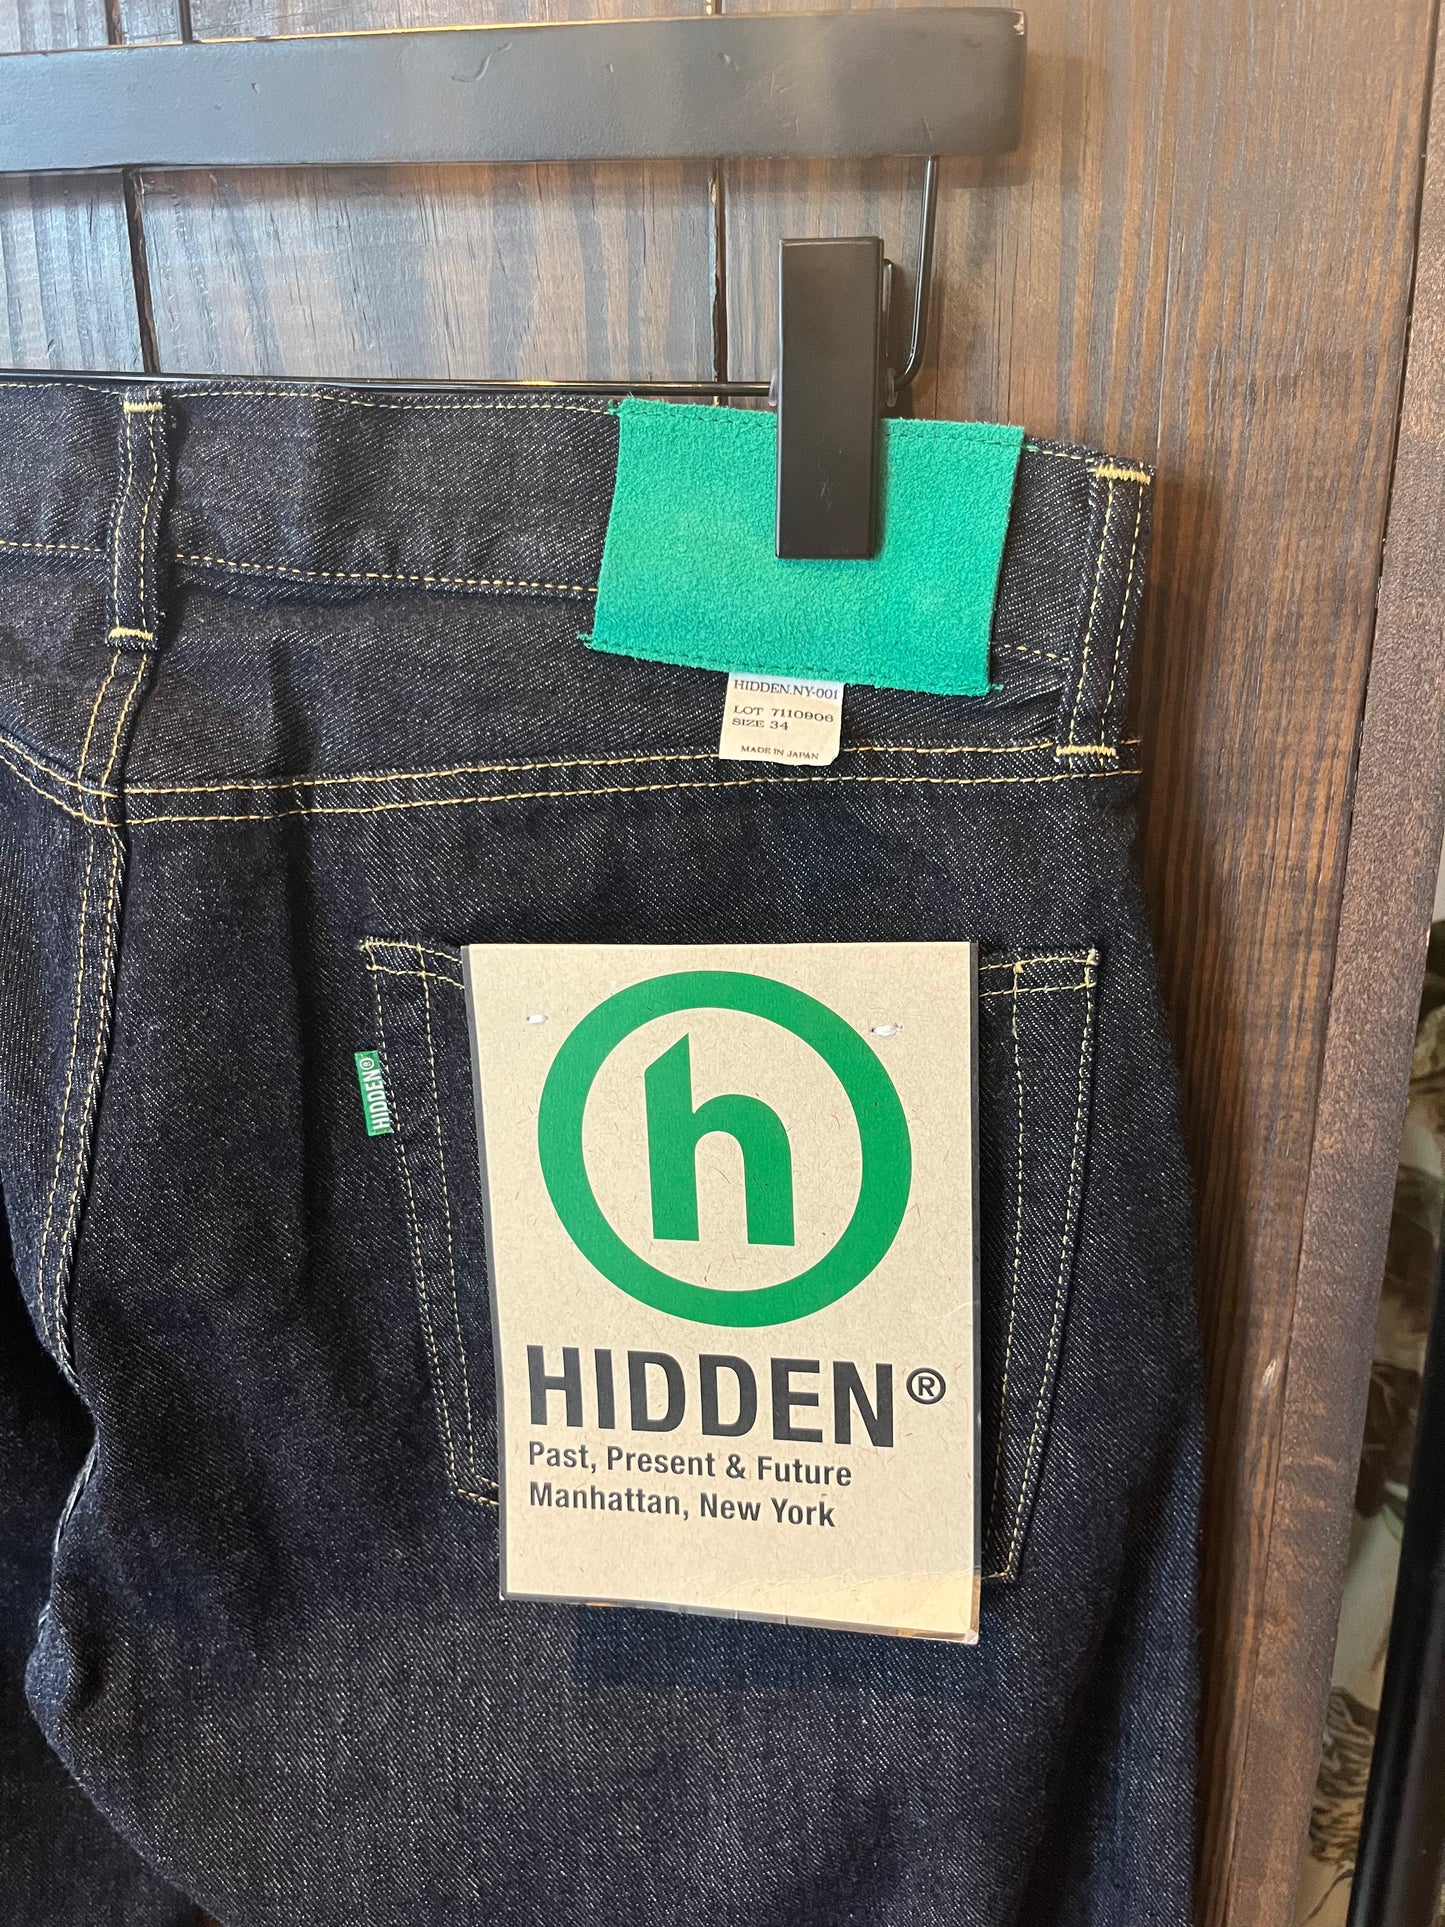 HIDDEN.NY-001
LOT 7110906
SIZE 34
MADE IN JAPAN
HIDDEN®
h
HIDDEN®
Past, Present & Future
Manhattan, New York